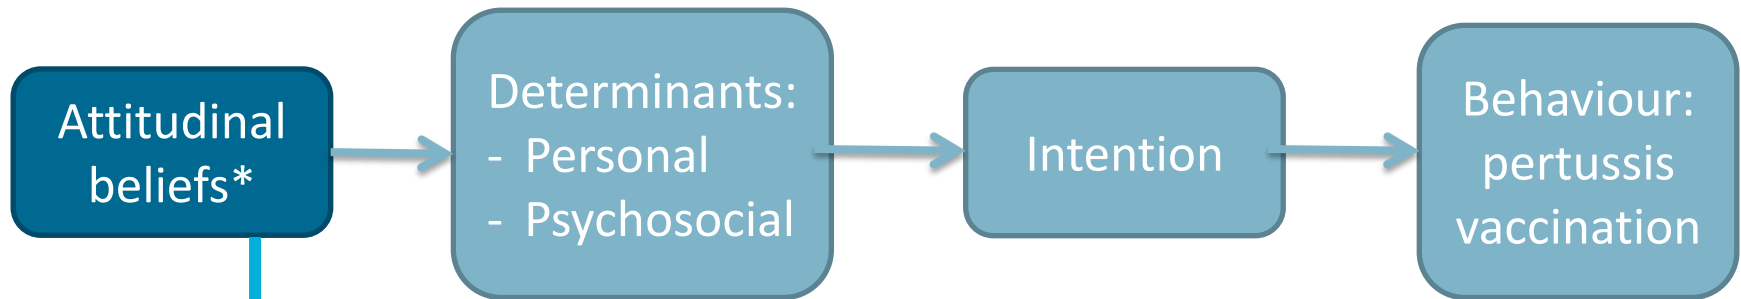 Attitudinal
beliefs*
Determinants:
- Personal
- Psychosocial
Intention
Behaviour:
pertussis
vaccination